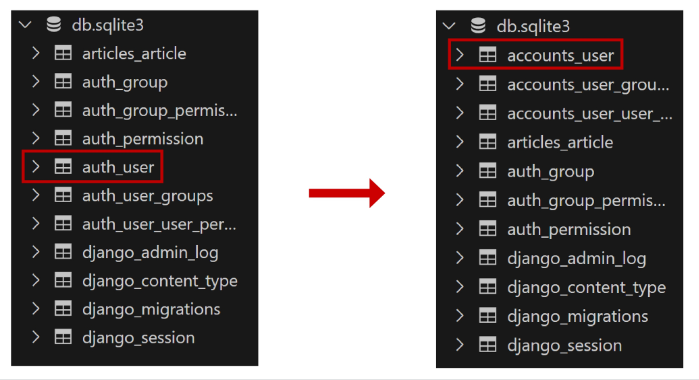 db.sqlite3
articles_article
auth_group
auth_group_permis...
auth_permission
auth_user
auth_user_groups
auth_user_user_per...
django_admin_log
django_content_type
django_migrations
django_session
db.sqlite3
accounts_user
accounts_user_grou...
accounts_user_user_...
articles_article
auth_group
auth_group_permis...
auth_permission
django_admin_log
django_content_type
django_migrations
django_session